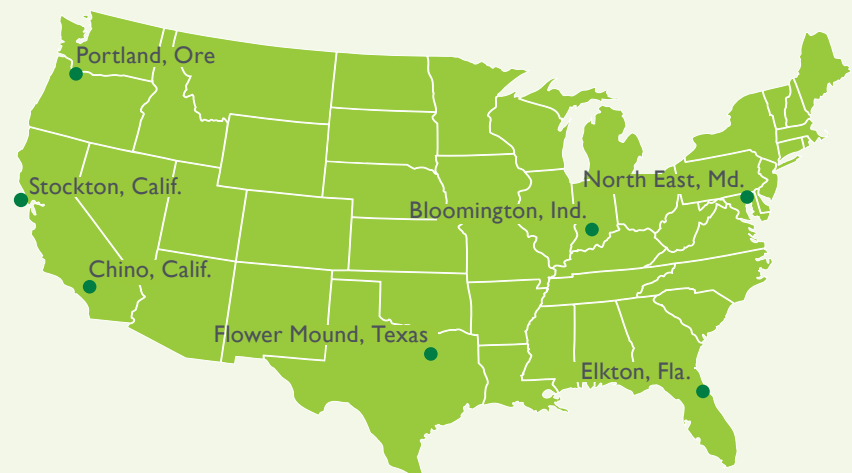 Portland, Ore
Stockton, Calif.
North East, Md.
Bloomington, Ind.
Chino, Calif.
Flower Mound, Texas
Elkton, Fla.